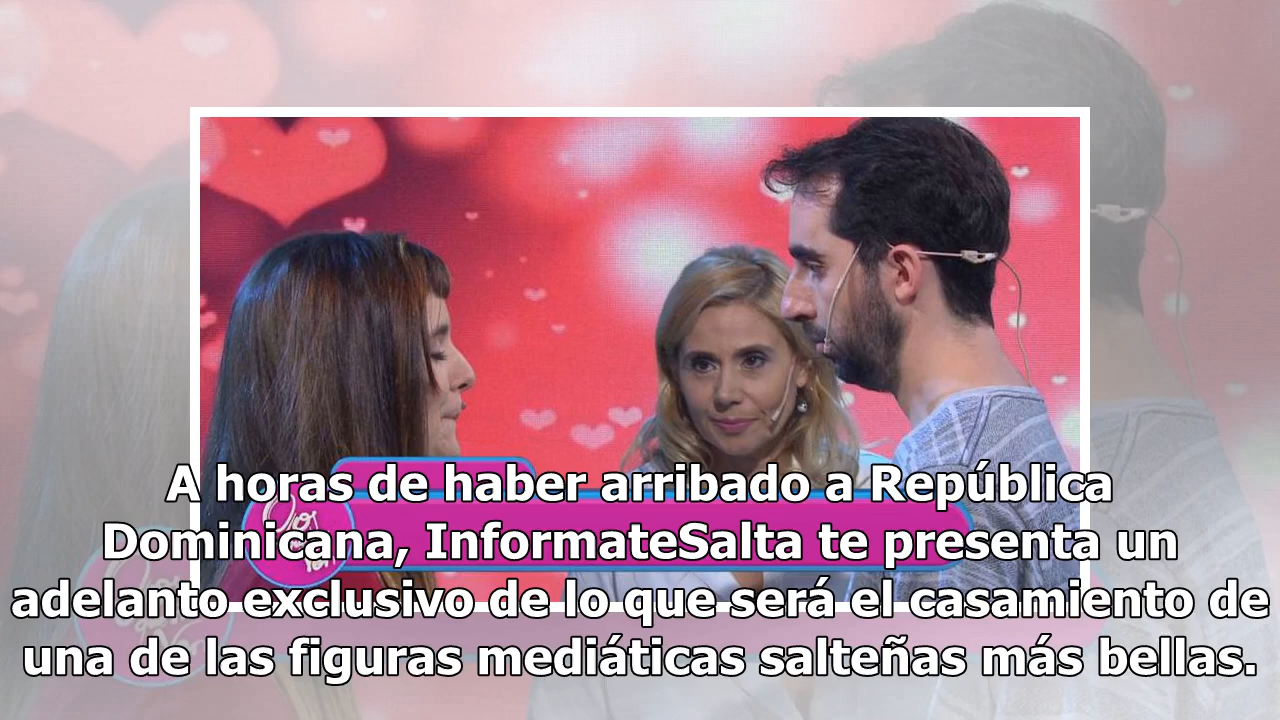 A horas de haber arribado a República
Dominicana, InformateSalta te presenta un
adelanto exclusivo de lo que será el casamiento de
una de las figuras mediáticas salteñas más bellas.
Ojos